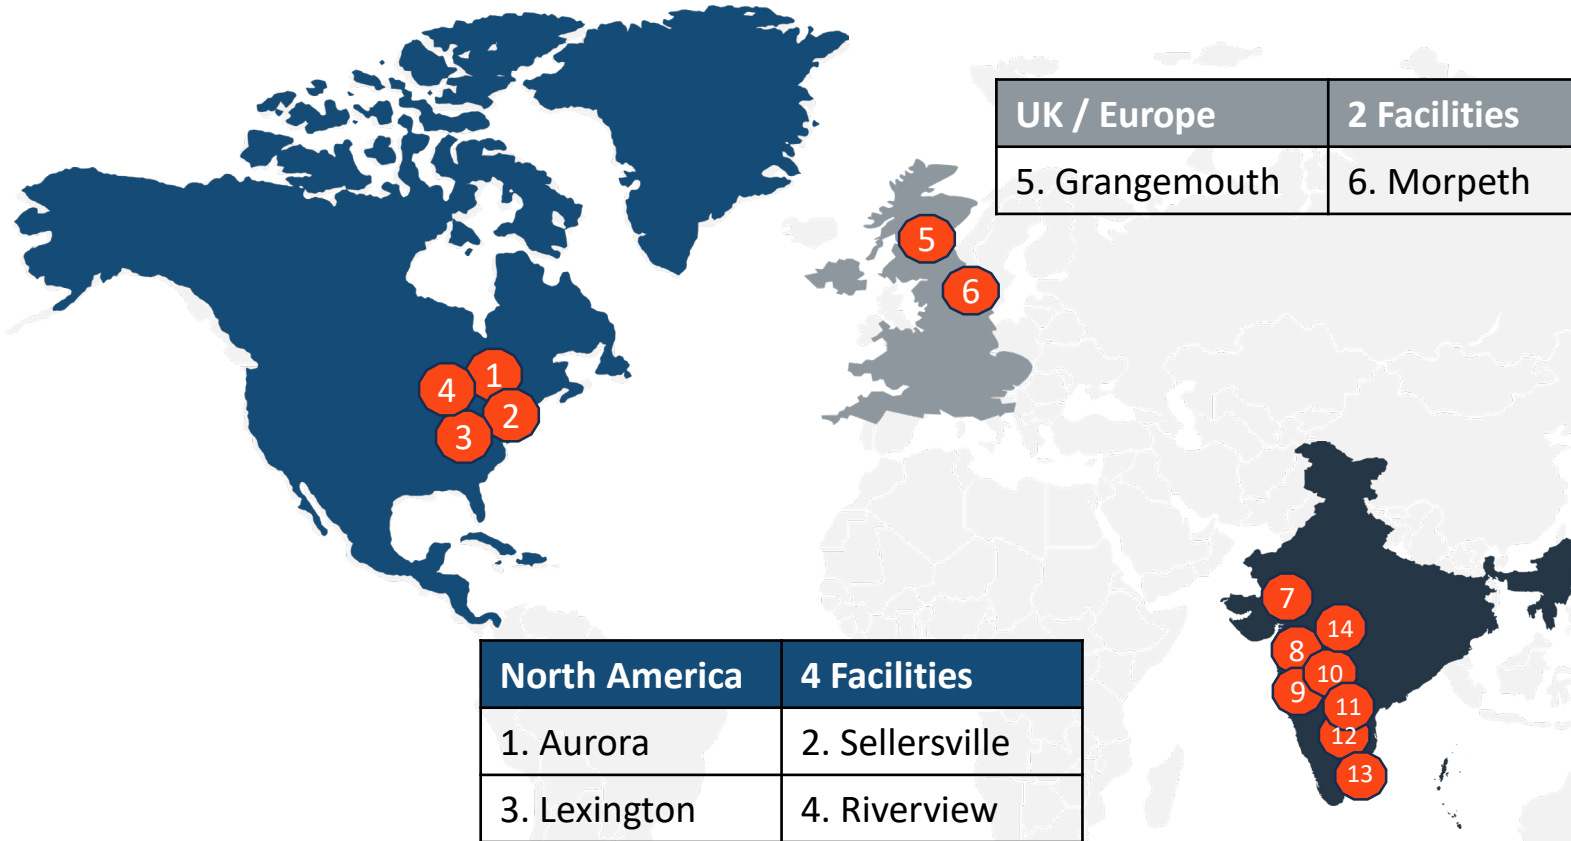 UK / Europe 2 Facilities
5. Grangemouth 6. Morpeth
5
6
1
4
2
3
7
14
8
10
9
11
12
13
North America 4 Facilities
1. Aurora 2. Sellersville
3. Lexington 4. Riverview